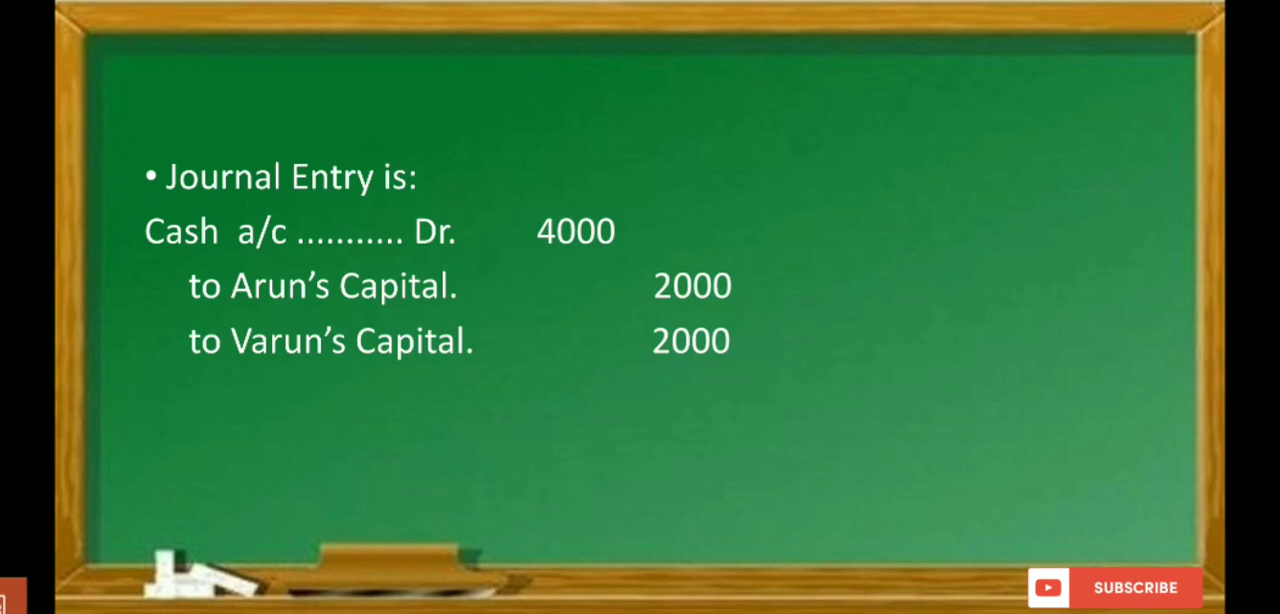 • Journal Entry is:
Cash a/c ........... Dr. 4000
to Arun’s Capital. 2000
to Varun’s Capital. 2000
SUBSCRIBE